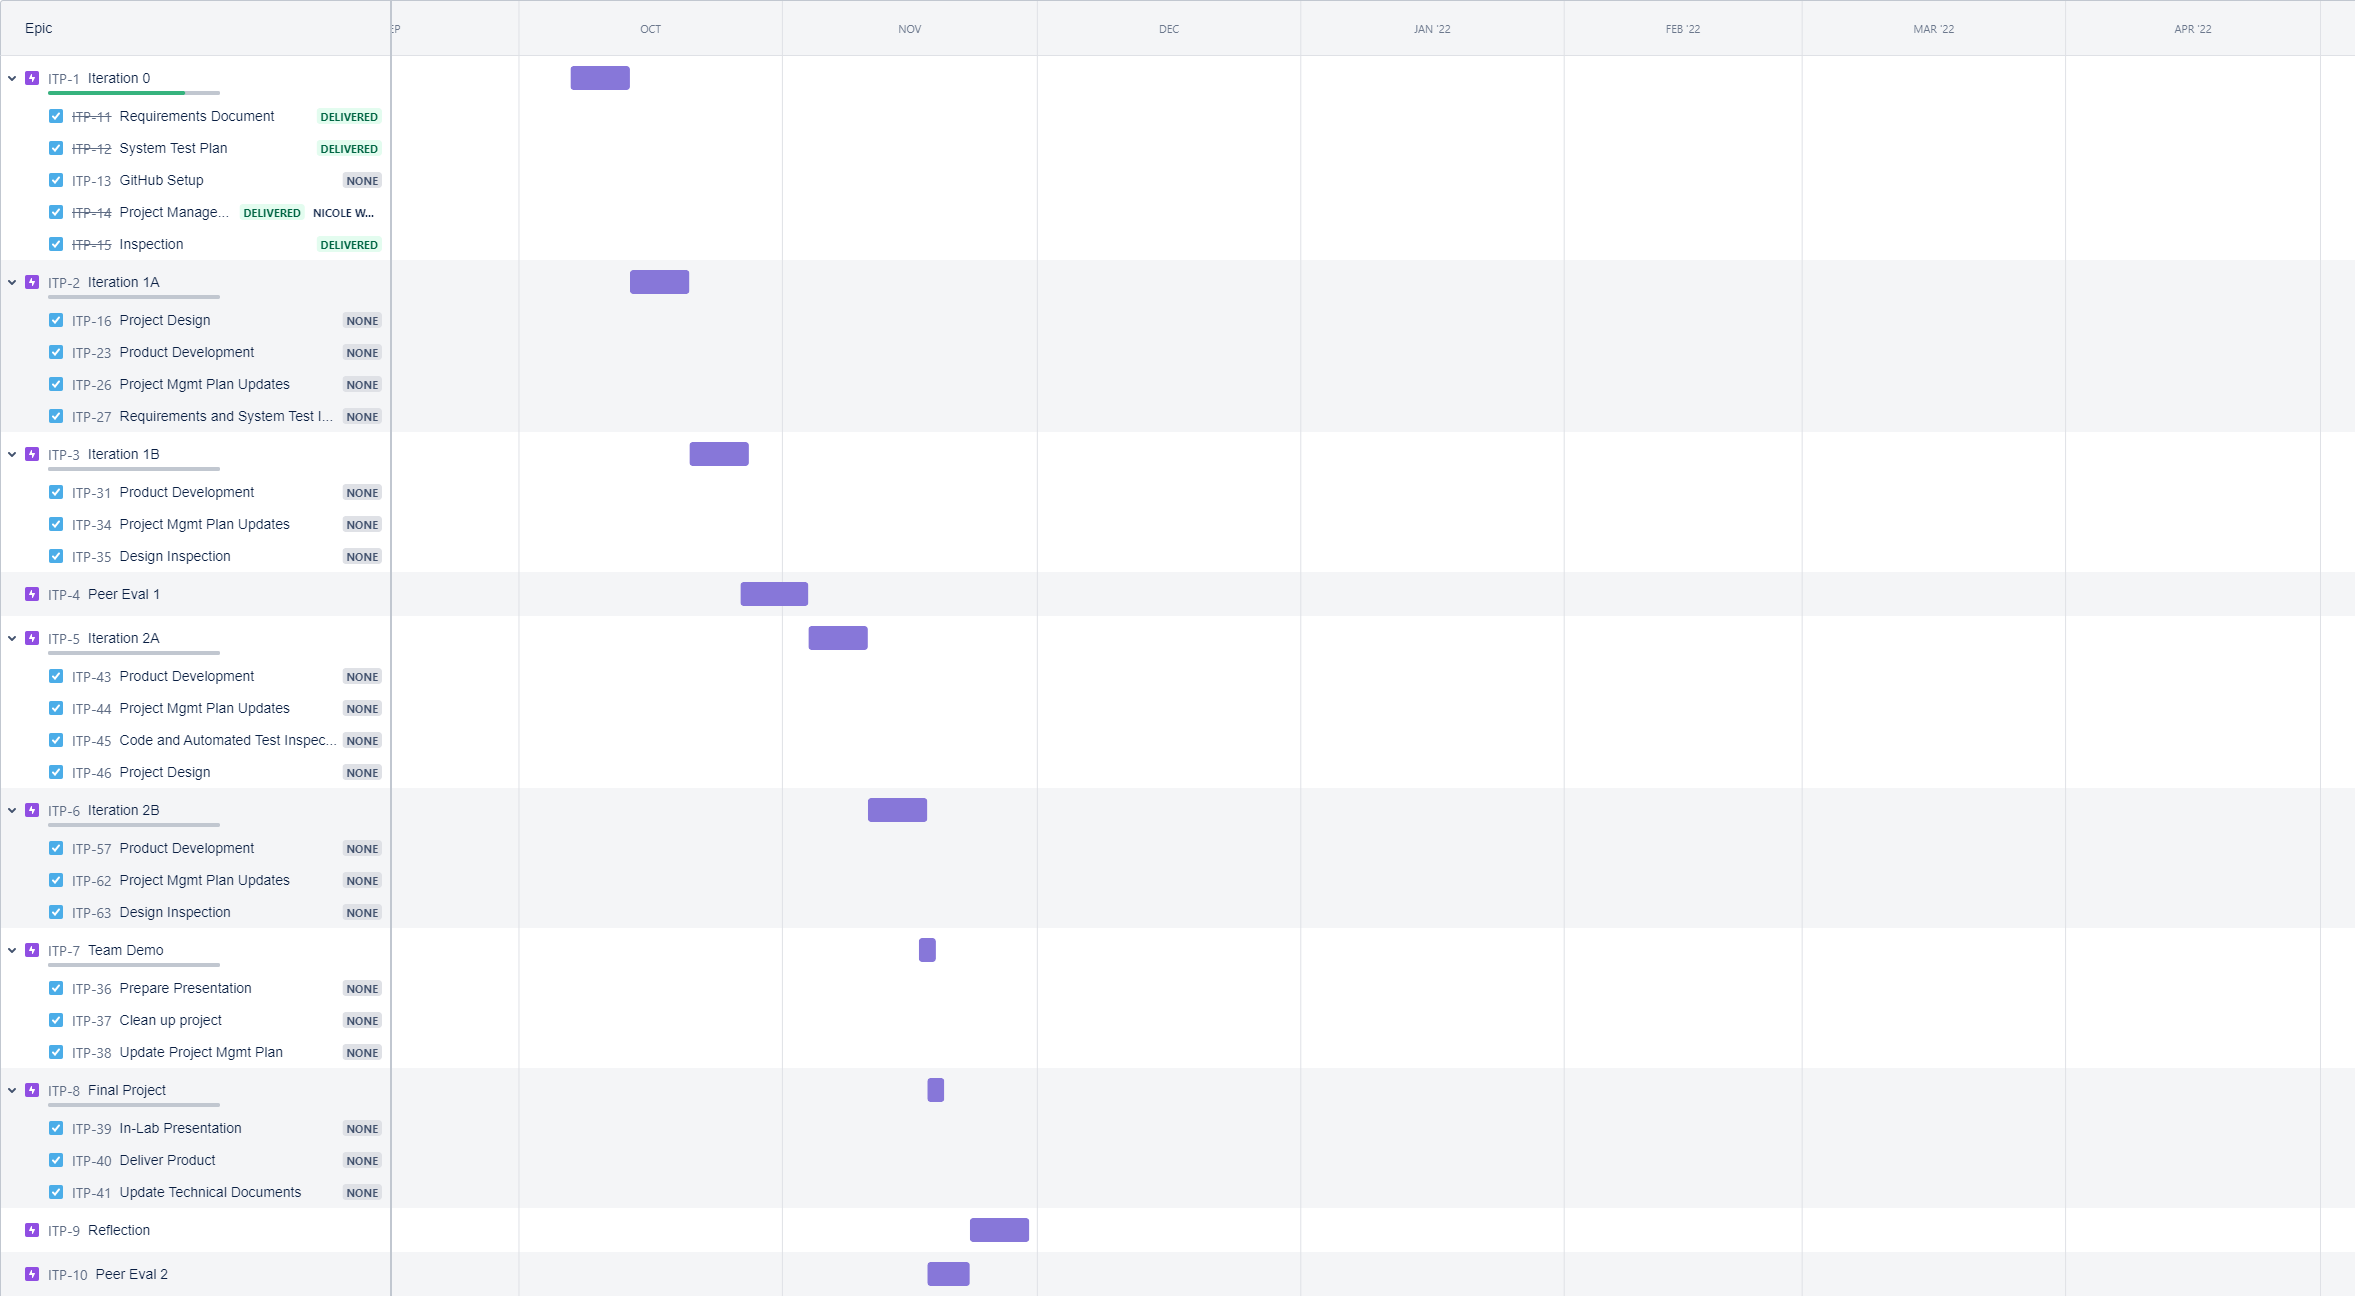 Epic
EP OCT NOV DEC JAN '22 FEB '22 MAR '22 APR '22
ITP-1 Iteration 0
ITP-11 Requirements Document DELIVERED
ITP-12 System Test Plan DELIVERED
ITP-13 GitHub Setup NONE
ITP-14 Project Manage... DELIVERED NICOLE W...
ITP-15 Inspection DELIVERED
ITP-2 Iteration 1A
ITP-16 Project Design NONE
ITP-23 Product Development NONE
ITP-26 Project Mgmt Plan Updates NONE
ITP-27 Requirements and System Test I... NONE
ITP-3 Iteration 1B
ITP-31 Product Development NONE
ITP-34 Project Mgmt Plan Updates NONE
ITP-35 Design Inspection NONE
ITP-4 Peer Eval 1
ITP-5 Iteration 2A
ITP-43 Product Development NONE
ITP-44 Project Mgmt Plan Updates NONE
ITP-45 Code and Automated Test Inspec... NONE
ITP-46 Project Design NONE
ITP-6 Iteration 2B
ITP-57 Product Development NONE
ITP-62 Project Mgmt Plan Updates NONE
ITP-63 Design Inspection NONE
ITP-7 Team Demo
ITP-36 Prepare Presentation NONE
ITP-37 Clean up project NONE
ITP-38 Update Project Mgmt Plan NONE
ITP-8 Final Project
ITP-39 In-Lab Presentation NONE
ITP-40 Deliver Product NONE
ITP-41 Update Technical Documents NONE
ITP-9 Reflection
ITP-10 Peer Eval 2